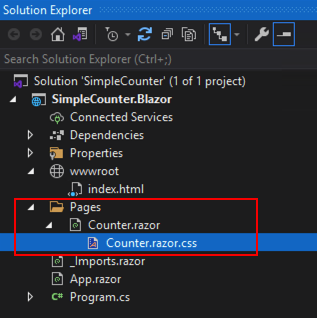 Solution Explorer
Search Solution Explorer (Ctrl+;)
Solution 'SimpleCounter' (1 of 1 project)
SimpleCounter.Blazor
Connected Services
Dependencies
Properties
wwwroot
index.html
Pages
Counter.razor
Counter.razor.css
_Imports.razor
App.razor
C# Program.cs